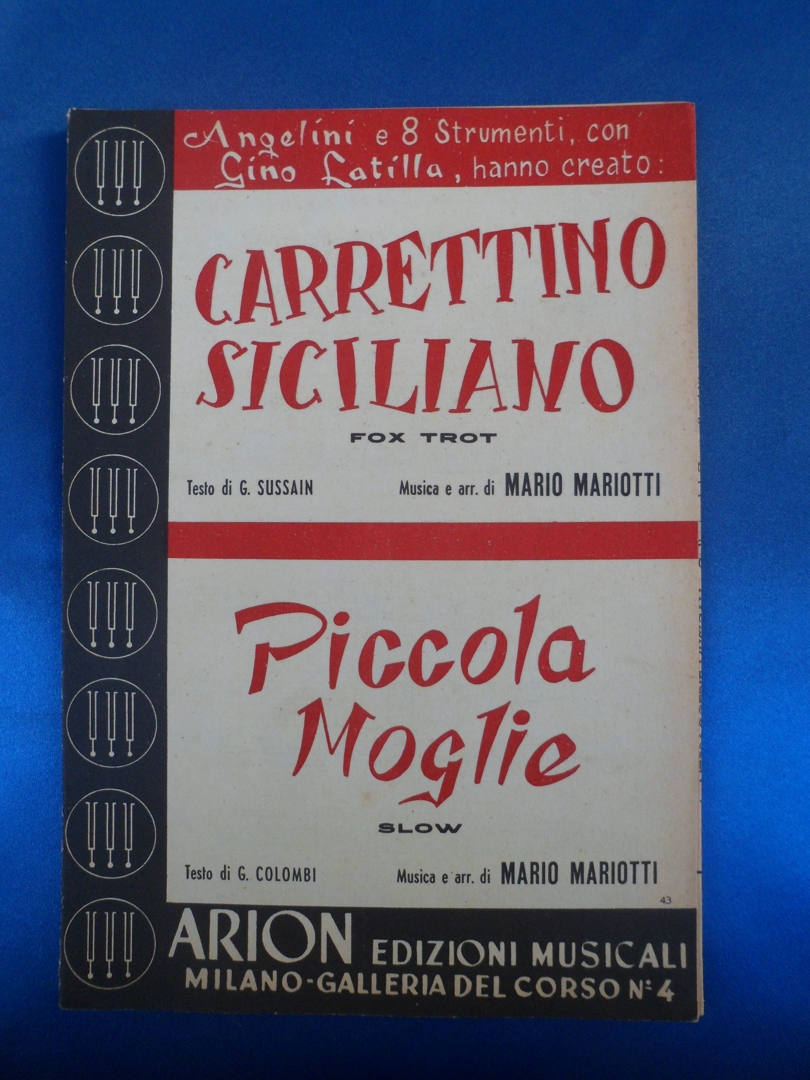 Angelini e 8 Strumenti, con
Gino Latilla, hanno creato:
CARRETTINO
SICILIANO
FOX TROT
Testo di G. SUSSAIN Musica e arr. di MARIO MARIOTTI
Piccola
Moglie
SLOW
Testo di G. COLOMBI Musica e arr. di MARIO MARIOTTI
43
ARION EDIZIONI MUSICALI
MILANO-GALLERIA DEL CORSO Nº 4